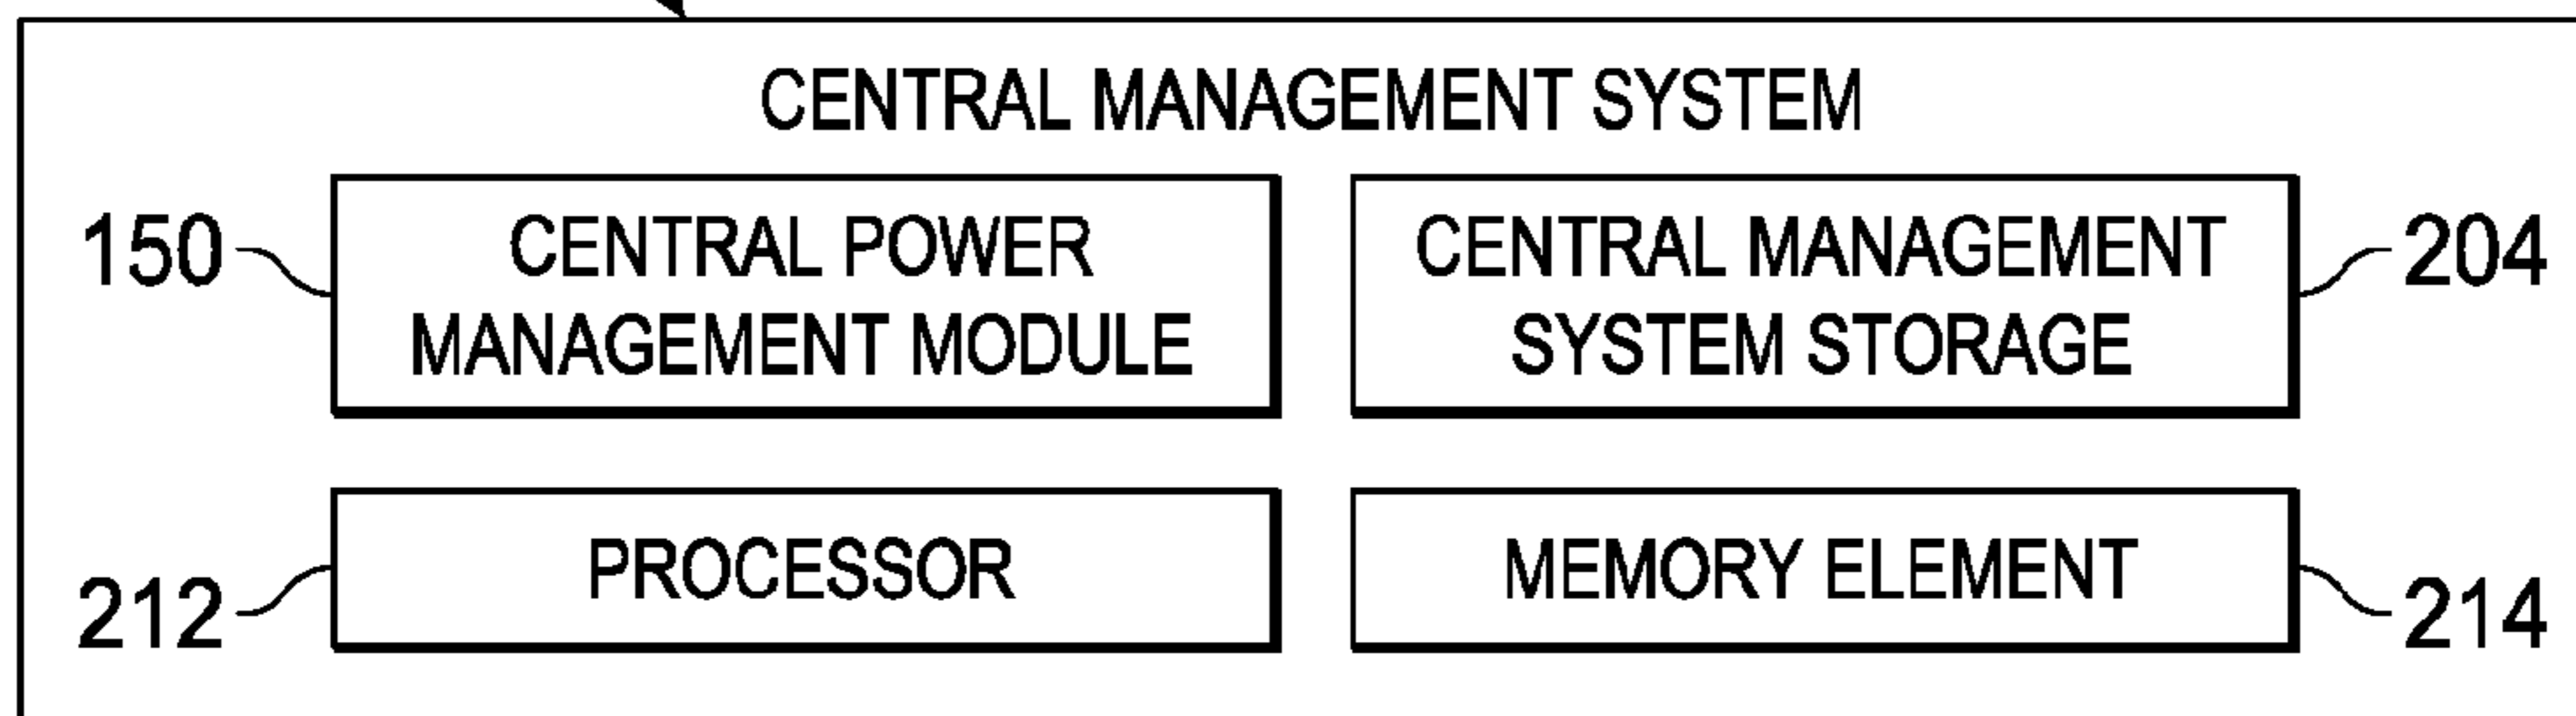 CENTRAL MANAGEMENT SYSTEM
150
CENTRAL POWER
MANAGEMENT MODULE
CENTRAL MANAGEMENT
SYSTEM STORAGE
204
212
PROCESSOR
MEMORY ELEMENT
214